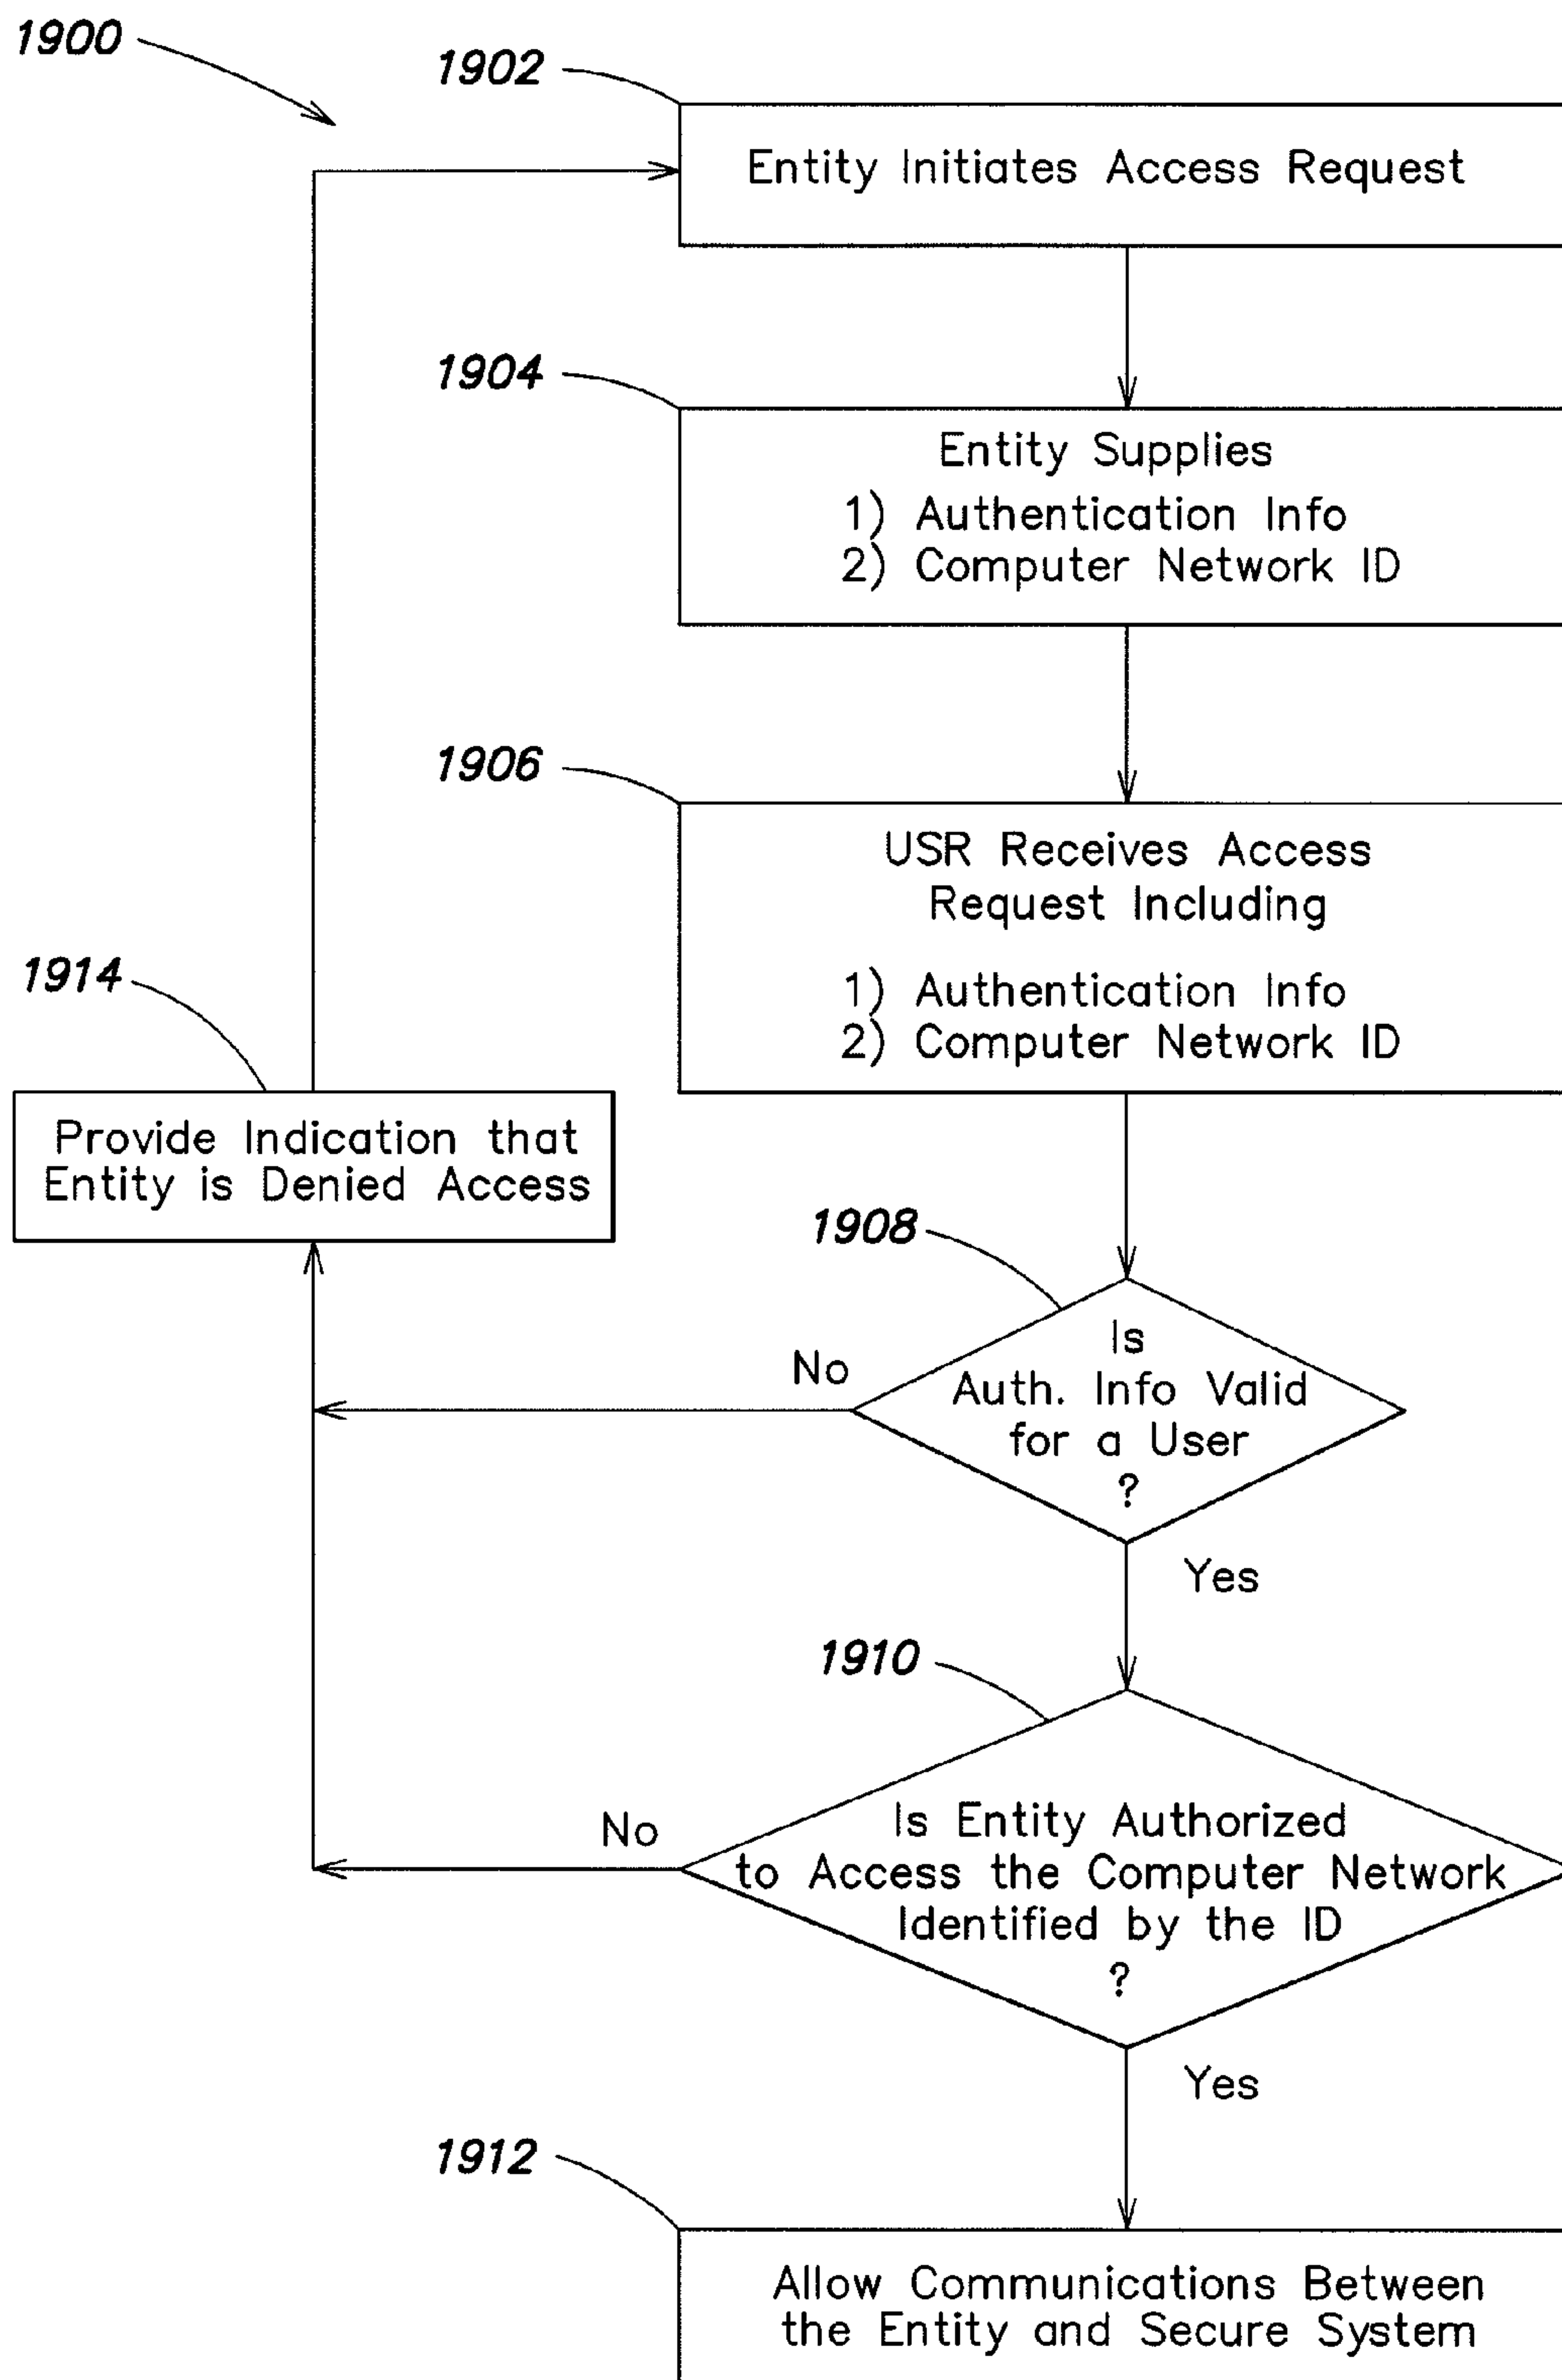 1900
1902
Entity Initiates Access Request
1904
Entity Supplies
1) Authentication Info
2) Computer Network ID
1906
USR Receives Access
Request Including
1) Authentication Info
2) Computer Network ID
1914
Provide Indication that
Entity is Denied Access
1908
Is
Auth. Info Valid
for a User
?
No
Yes
1910
Is Entity Authorized
to Access the Computer Network
Identified by the ID
?
No
Yes
1912
Allow Communications Between
the Entity and Secure System